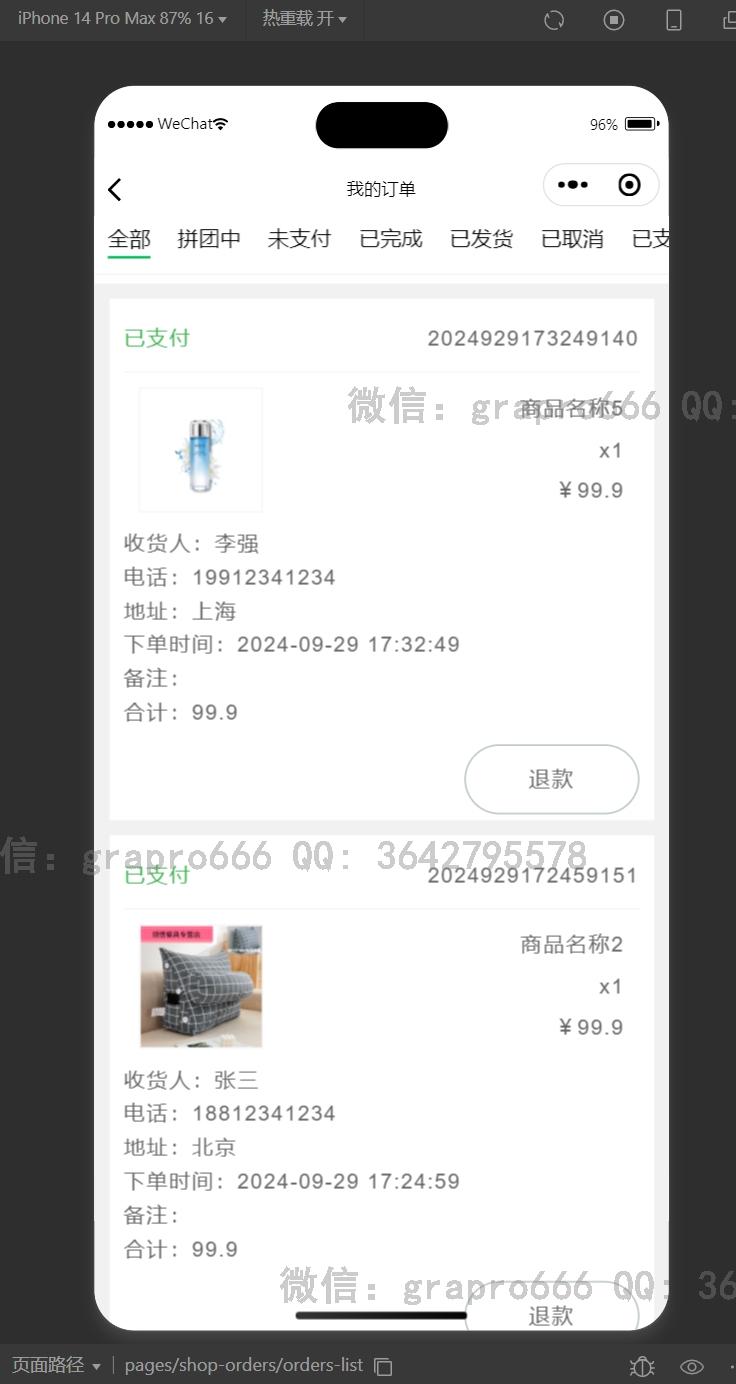 iPhone 14 Pro Max 87% 16
热重载 开
WeChat
96%
我的订单
全部 拼团中 未支付 已完成 已发货 已取消 已支
已支付
2024929173249140
微信：grapro666 QQ:
商品名称5
x1
¥99.9
收货人：李强
电话：19912341234
地址：上海
下单时间：2024-09-29 17:32:49
备注：
合计：99.9
退款
信：grapro666 QQ: 3642795578
已支付
2024929172459151
商品名称2
x1
¥99.9
收货人：张三
电话：18812341234
地址：北京
下单时间：2024-09-29 17:24:59
备注：
合计：99.9
微信：grapro666 QQ: 36
退款
页面路径
pages/shop-orders/orders-list